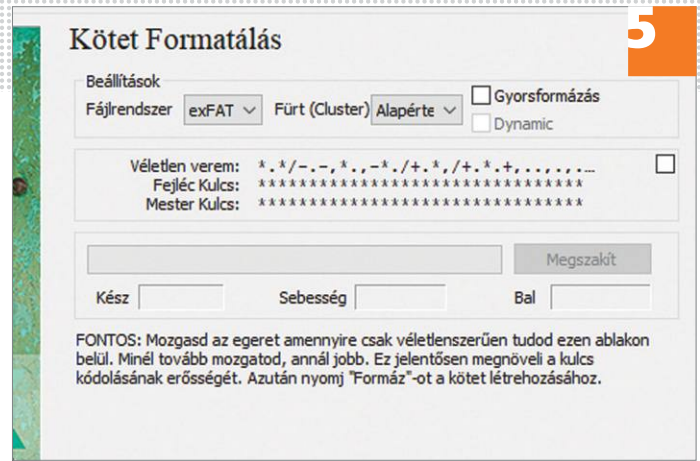 5
Kötet Formatálás
Beállítások
Fájlrendszer exFAT Fürt (Cluster) Alapérte Gyorsformázás
Dynamic
Véletlen verem: *.*/-.-,*.,-*./+.*,/+.*.+,..,.,....
Fejléc Kulcs: ********************************
Mester Kulcs: ********************************
Megszakít
Kész Sebesség Bal
FONTOS: Mozgasd az egeret amennyire csak véletlenszerűen tudod ezen ablakon
belül. Minél tovább mozgatod, annál jobb. Ez jelentősen megnöveli a kulcs
kódolásának erősségét. Azután nyomj "Formáz"-ot a kötet létrehozásához.